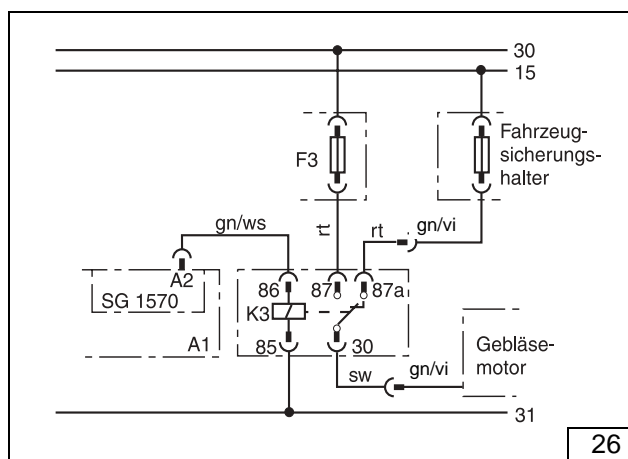 30
15
F3
Fahrzeug-
sicherungs-
halter
gn/ws
rt
rt
gn/vi
A2
SG 1570
A1
86
87
87a
K3
85
30
Gebläse-
motor
sw
gn/vi
31
26